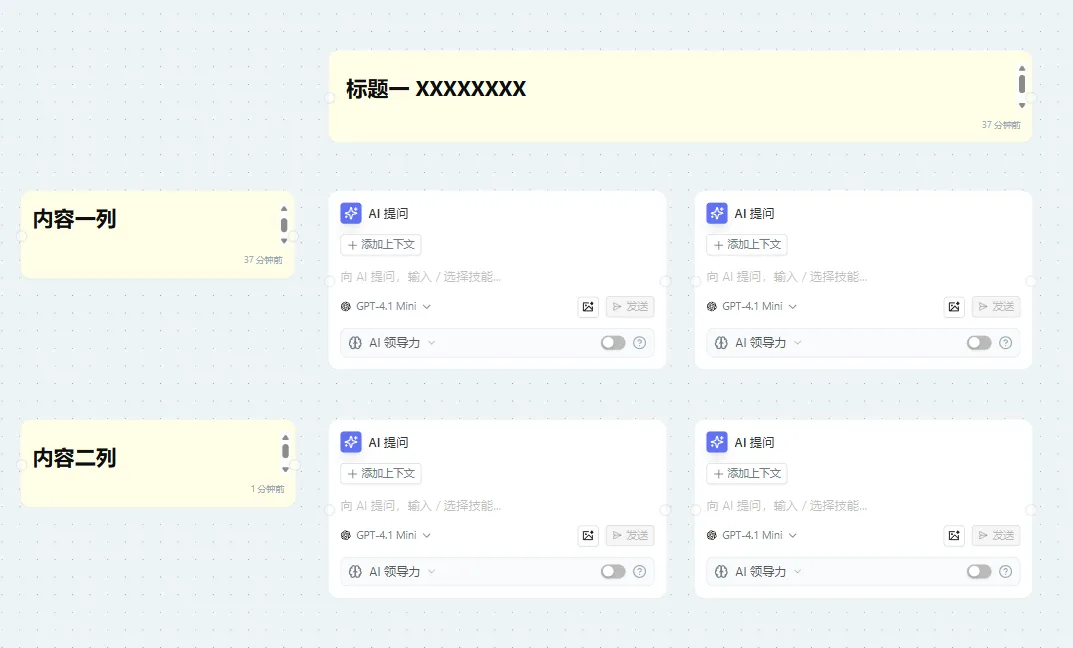 标题一 XXXXXXXX
37 分钟前
内容一列
37 分钟前
AI 提问
+ 添加上下文
向 AI 提问，输入 / 选择技能...
GPT-4.1 Mini
发送
AI 领导力
AI 提问
+ 添加上下文
向 AI 提问，输入 / 选择技能...
GPT-4.1 Mini
发送
AI 领导力
内容二列
1 分钟前
AI 提问
+ 添加上下文
向 AI 提问，输入 / 选择技能...
GPT-4.1 Mini
发送
AI 领导力
AI 提问
+ 添加上下文
向 AI 提问，输入 / 选择技能...
GPT-4.1 Mini
发送
AI 领导力